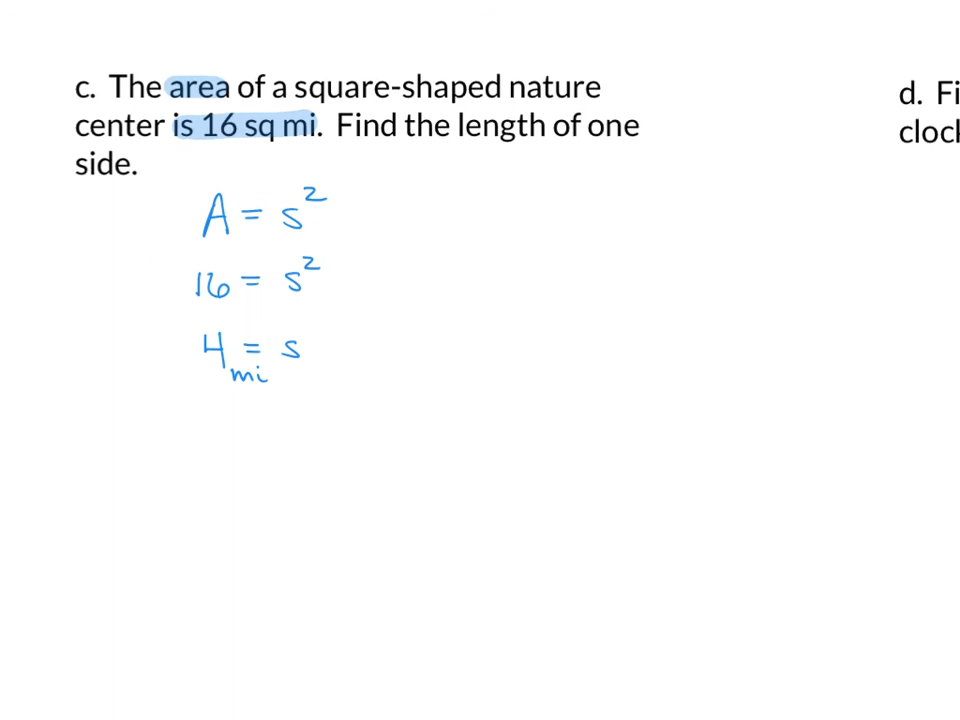 c. The area of a square-shaped nature
center is 16 sq mi. Find the length of one
side.
A = s²
16 = s²
4 = s
mi
d. Fi
clock